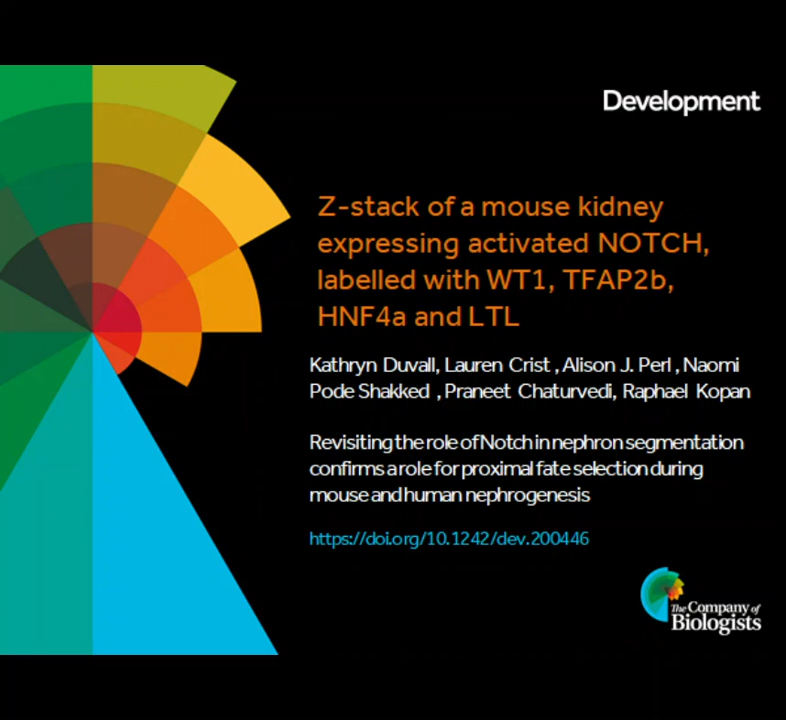 Development
Z-stack of a mouse kidney
expressing activated NOTCH,
labelled with WT1, TFAP2b,
HNF4a and LTL
Kathryn Duvall, Lauren Crist , Alison J. Perl , Naomi
Pode Shakked , Praneet Chaturvedi, Raphael Kopan
Revisiting the role of Notch in nephron segmentation
confirms a role for proximal fate selection during
mouse and human nephrogenesis
https://doi.org/10.1242/dev.200446
The Company of
Biologists